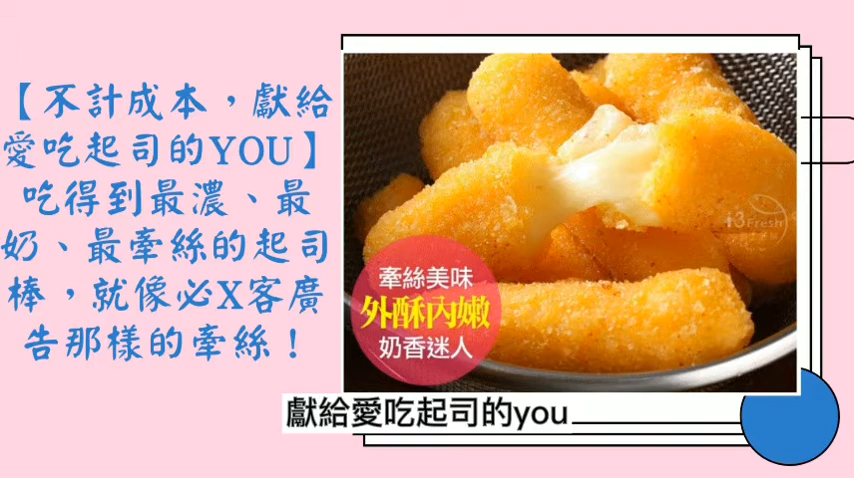 【不計成本，獻給
愛吃起司的YOU】
吃得到最濃、最
奶、最牽絲的起司
棒，就像必X客廣
告那樣的牽絲！
i3Fresh
牽絲美味
外酥內嫩
奶香迷人
獻給愛吃起司的you